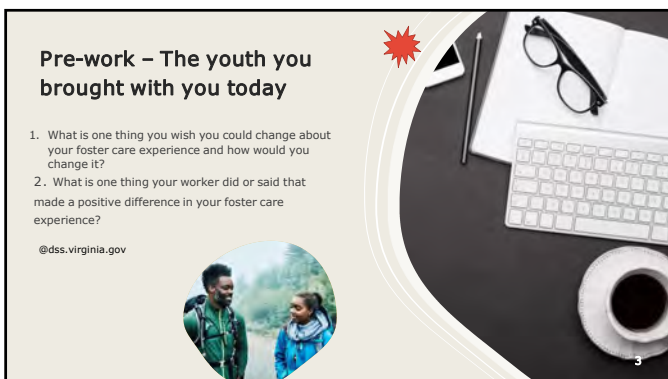 Pre-work – The youth you
brought with you today
1. What is one thing you wish you could change about
your foster care experience and how would you
change it?
2. What is one thing your worker did or said that
made a positive difference in your foster care
experience?
@dss.virginia.gov
3